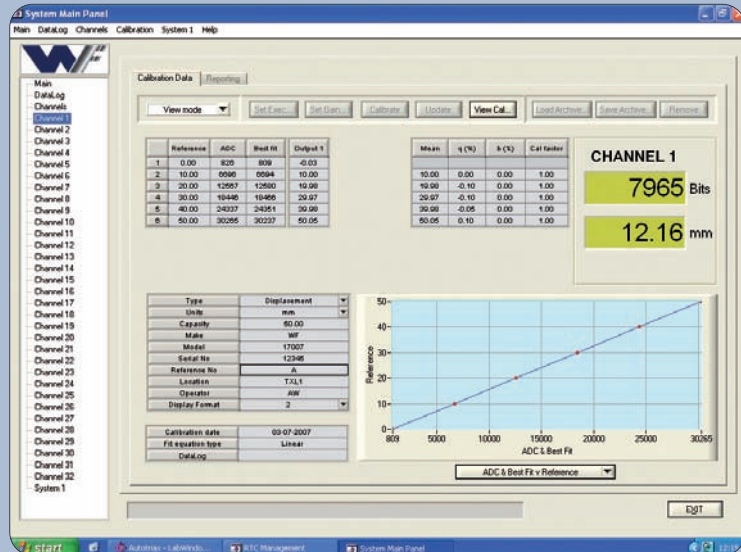 System Main Panel
Main DataLog Channels Calibration System 1 Help
Main
DataLog
Channels
Channel 1
Channel 2
Channel 3
Channel 4
Channel 5
Channel 6
Channel 7
Channel 8
Channel 9
Channel 10
Channel 11
Channel 12
Channel 13
Channel 14
Channel 15
Channel 16
Channel 17
Channel 18
Channel 19
Channel 20
Channel 21
Channel 22
Channel 23
Channel 24
Channel 25
Channel 26
Channel 27
Channel 28
Channel 29
Channel 30
Channel 31
Channel 32
System 1
Calibration Data Reporting
View mode Set Exec... Set Gain... Calibrate Update View Cal... Load Archive... Save Archive... Remove
Reference ADC Best fit Output 1
1 0.00 826 809 -0.03
2 10.00 6696 6694 10.00
3 20.00 12567 12580 19.98
4 30.00 18446 18466 29.97
5 40.00 24337 24351 39.98
6 50.00 30265 30237 50.05
Mean q (%) b (%) Cal factor
10.00 0.00 0.00 1.00
19.98 -0.10 0.00 1.00
29.97 -0.10 0.00 1.00
39.98 -0.05 0.00 1.00
50.05 0.10 0.00 1.00
CHANNEL 1
7965 Bits
12.16 mm
Type Displacement
Units mm
Capacity 50.00
Make WF
Model 17007
Serial No 12345
Reference No A
Location TXL1
Operator AW
Display Format 2
Calibration date 03-07-2007
Fit equation type Linear
DataLog
Reference
50
40
30
20
10
0
809 5000 10000 15000 20000 25000 30265
ADC & Best Fit
ADC & Best Fit v Reference
EXIT
start Autotriax - LabWindo... RTC Management System Main Panel